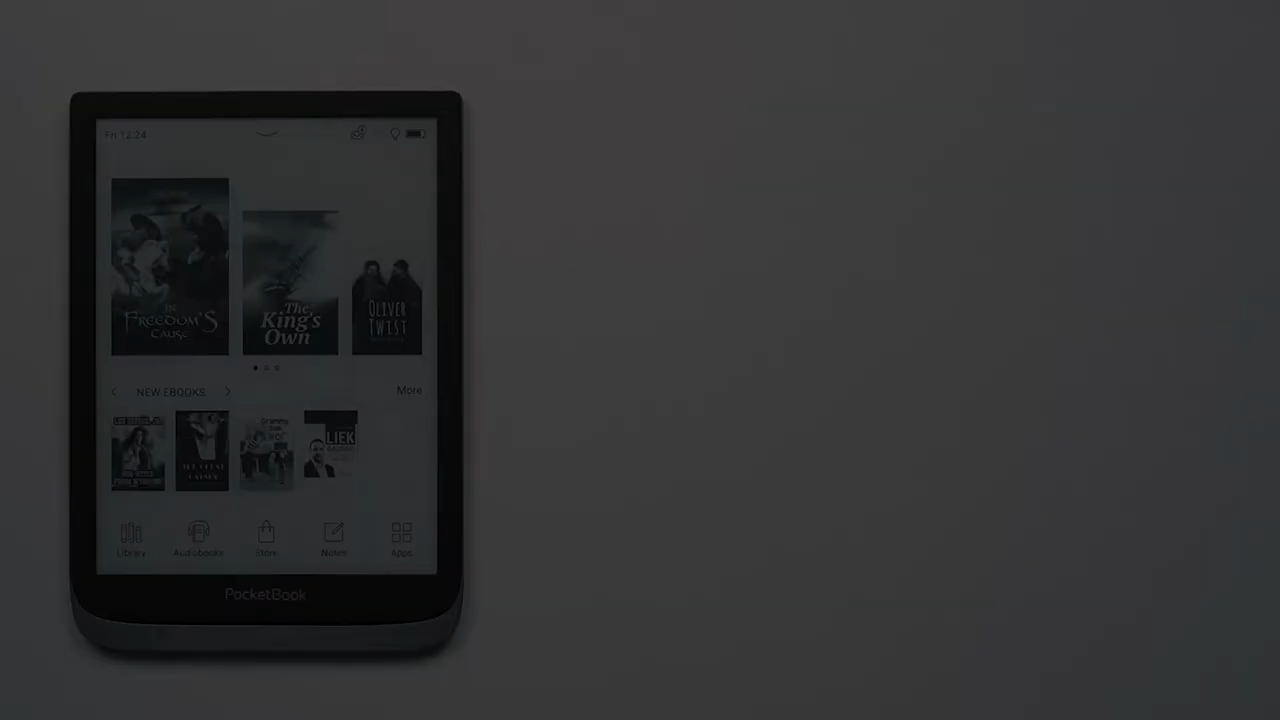 Fri 12:24
IN
FREEDOM'S
CAUSE
The
King's
Own
OLIVER
TWIST
NEW EBOOKS
More
LIEK
Library
Audiobooks
Store
Notes
Apps
PocketBook